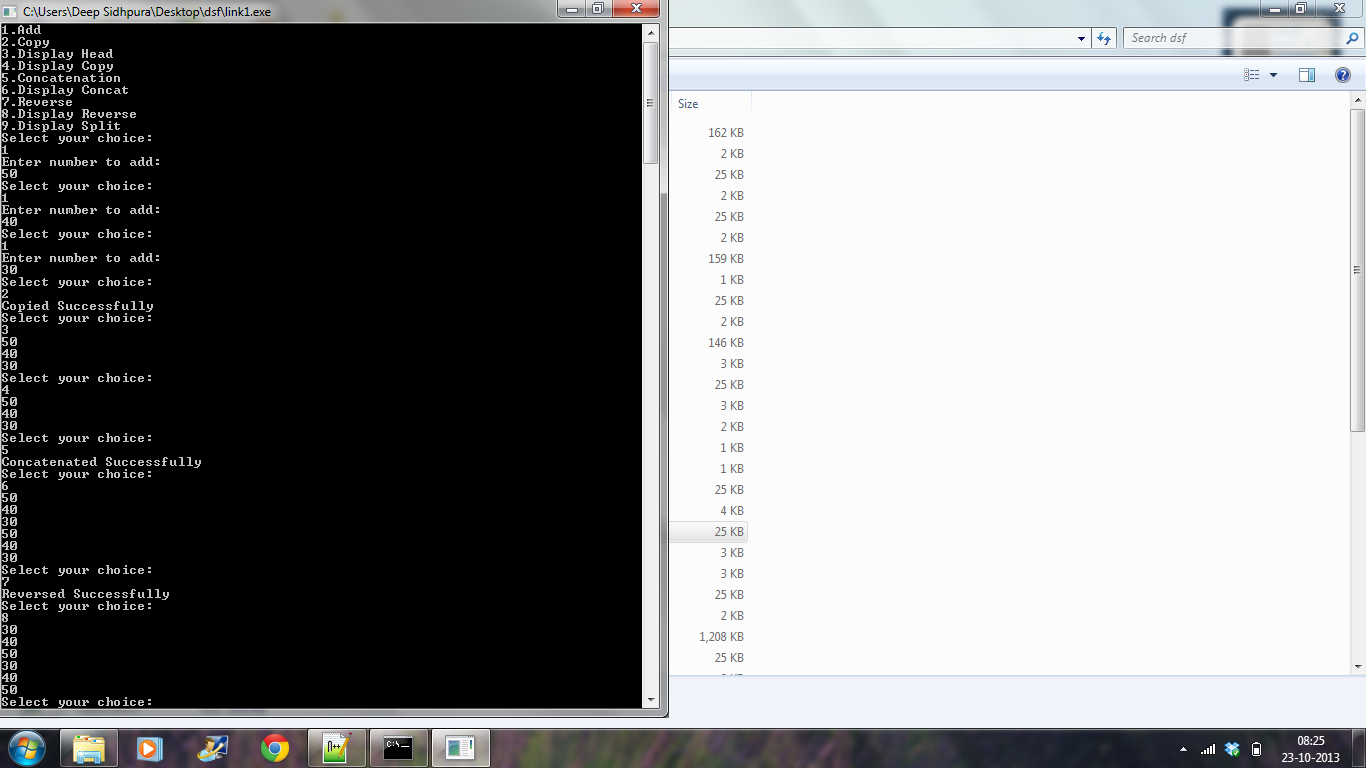 C:\Users\Deep Sidhpura\Desktop\dsf\link1.exe
1.Add
2.Copy
3.Display Head
4.Display Copy
5.Concatenation
6.Display Concat
7.Reverse
8.Display Reverse
9.Display Split
Select your choice:
1
Enter number to add:
50
Select your choice:
1
Enter number to add:
40
Select your choice:
1
Enter number to add:
30
Select your choice:
2
Copied Successfully
Select your choice:
3
50
40
30
Select your choice:
4
50
40
30
Select your choice:
5
Concatenated Successfully
Select your choice:
6
50
40
30
50
40
30
Select your choice:
7
Reversed Successfully
Select your choice:
8
30
40
50
30
40
50
Select your choice:
Search dsf
Size
162 KB
2 KB
25 KB
2 KB
25 KB
2 KB
159 KB
1 KB
25 KB
2 KB
146 KB
3 KB
25 KB
3 KB
2 KB
1 KB
1 KB
25 KB
4 KB
25 KB
3 KB
3 KB
25 KB
2 KB
1,208 KB
25 KB
C:\_
08:25
23-10-2013